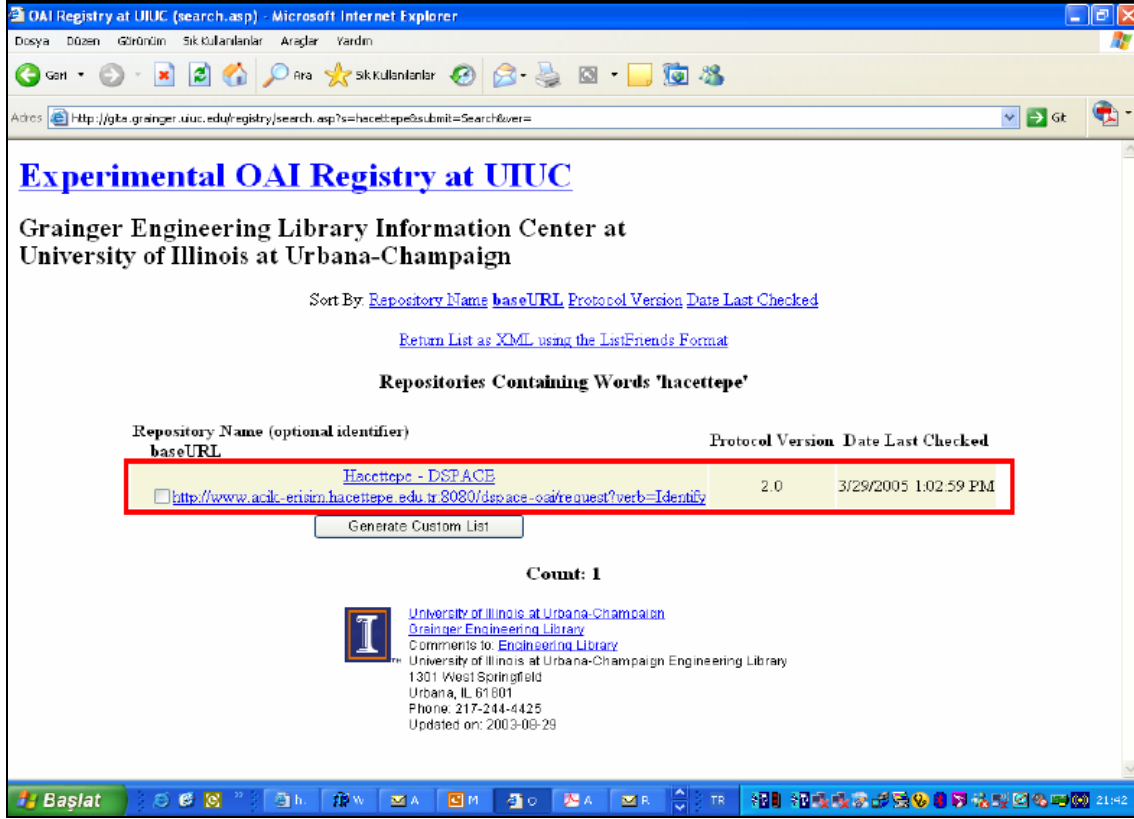 OAI Registry at UIUC (search.asp) - Microsoft Internet Explorer
Dosya Düzen Görünüm Sık Kullanılanlar Araçlar Yardım
Geri Ara Sık Kullanılanlar
Adres http://gita.grainger.uiuc.edu/registry/search.asp?s=hacettepe&submit=Search&ver= Git
Experimental OAI Registry at UIUC
Grainger Engineering Library Information Center at
University of Illinois at Urbana-Champaign
Sort By: Repository Name baseURL Protocol Version Date Last Checked
Return List as XML using the ListFriends Format
Repositories Containing Words 'hacettepe'
Repository Name (optional identifier)
baseURL
Protocol Version Date Last Checked
Hacettepe - DSPACE
http://www.acik-erisim.hacettepe.edu.tr:8080/dspace-oai/request?verb=Identify
2.0 3/29/2005 1:02:59 PM
Generate Custom List
Count: 1
University of Illinois at Urbana-Champaign
Grainger Engineering Library
Comments to: Engineering Library
University of Illinois at Urbana-Champaign Engineering Library
1301 West Springfield
Urbana, IL 61801
Phone: 217-244-4425
Updated on: 2003-09-29
Başlat h. W A M O A R. TR 21:42